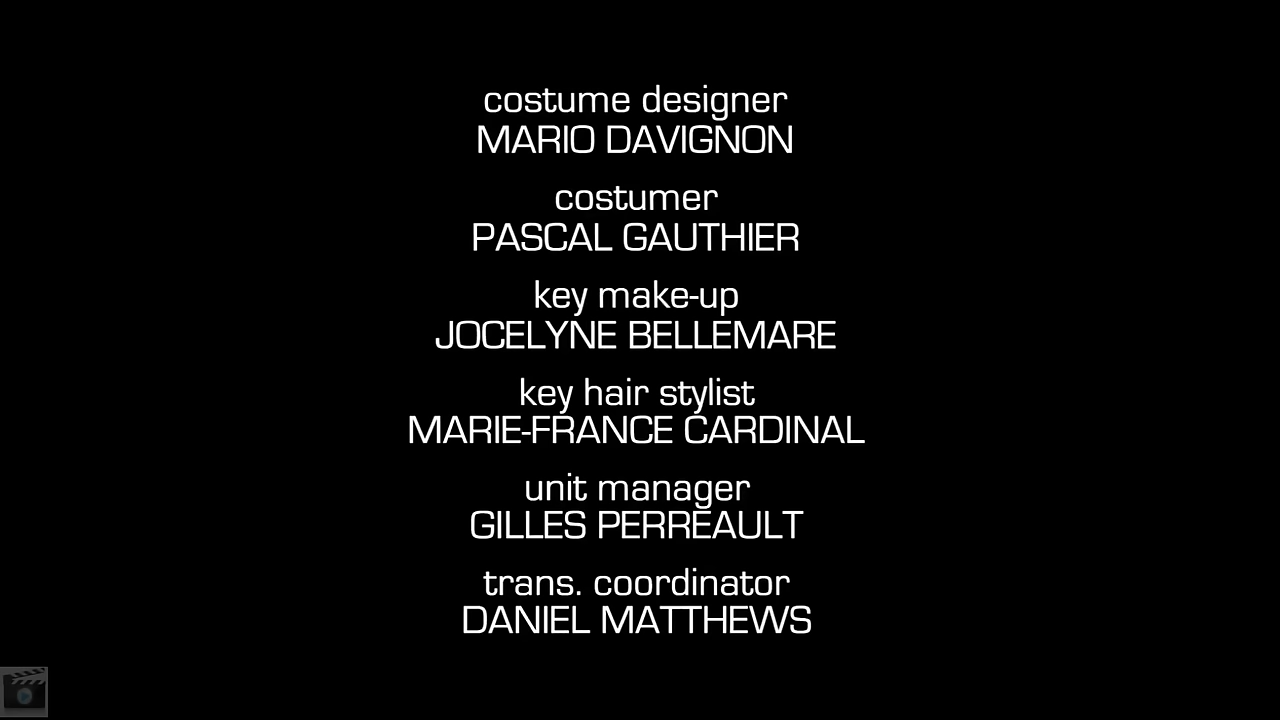 costume designer
MARIO DAVIGNON
costumer
PASCAL GAUTHIER
key make-up
JOCELYNE BELLEMARE
key hair stylist
MARIE-FRANCE CARDINAL
unit manager
GILLES PERREAULT
trans. coordinator
DANIEL MATTHEWS